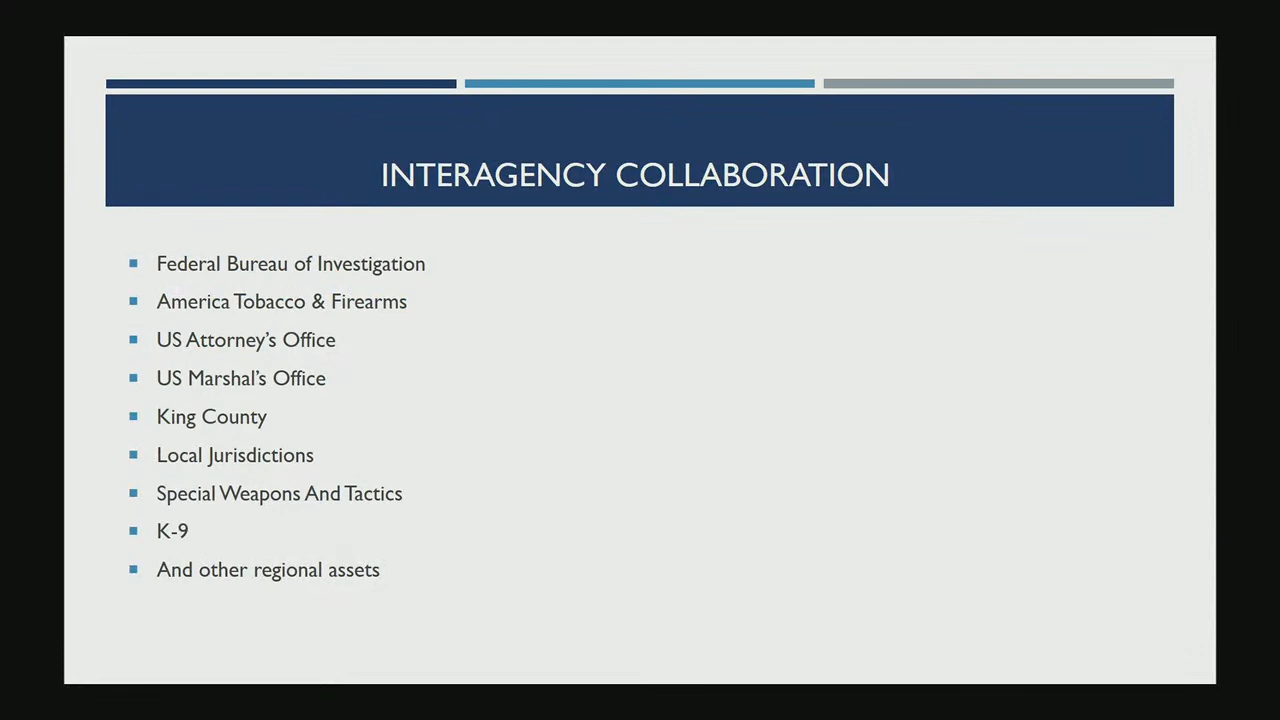 INTERAGENCY COLLABORATION
Federal Bureau of Investigation
America Tobacco & Firearms
US Attorney's Office
US Marshal's Office
King County
Local Jurisdictions
Special Weapons And Tactics
K-9
And other regional assets